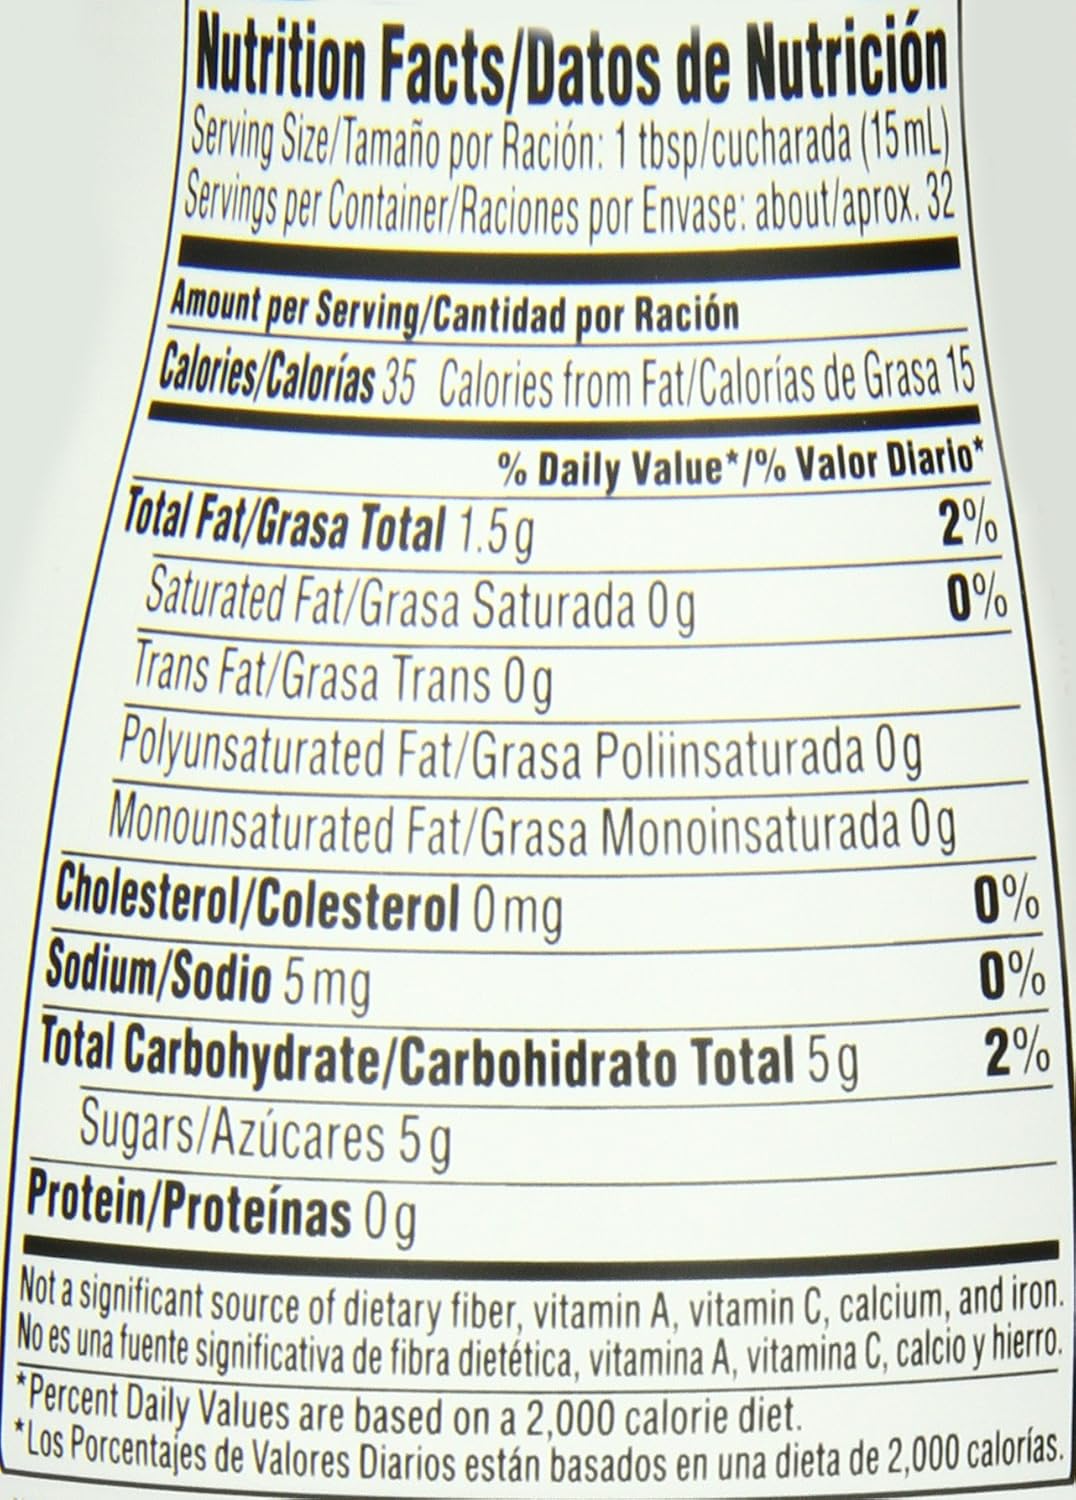 Nutrition Facts/Datos de Nutrición
Serving Size/Tamaño por Ración: 1 tbsp/cucharada (15mL)
Servings per Container/Raciones por Envase: about/aprox. 32
Amount per Serving/Cantidad por Ración
Calories/Calorías 35 Calories from Fat/Calorías de Grasa 15
% Daily Value*/% Valor Diario*
Total Fat/Grasa Total 1.5g 2%
Saturated Fat/Grasa Saturada 0g 0%
Trans Fat/Grasa Trans 0g
Polyunsaturated Fat/Grasa Poliinsaturada 0g
Monounsaturated Fat/Grasa Monoinsaturada 0g
Cholesterol/Colesterol 0mg 0%
Sodium/Sodio 5mg 0%
Total Carbohydrate/Carbohidrato Total 5g 2%
Sugars/Azúcares 5g
Protein/Proteínas 0g
Not a significant source of dietary fiber, vitamin A, vitamin C, calcium, and iron.
No es una fuente significativa de fibra dietética, vitamina A, vitamina C, calcio y hierro.
*Percent Daily Values are based on a 2,000 calorie diet.
*Los Porcentajes de Valores Diarios están basados en una dieta de 2,000 calorías.